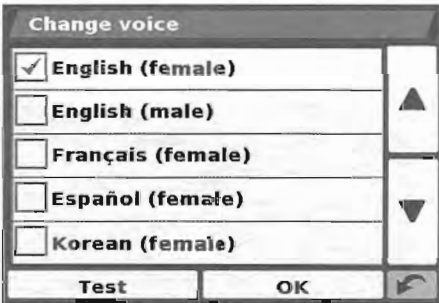 Change voice
English (female)
English (male)
Français (female)
Español (female)
Korean (female)
Test OK